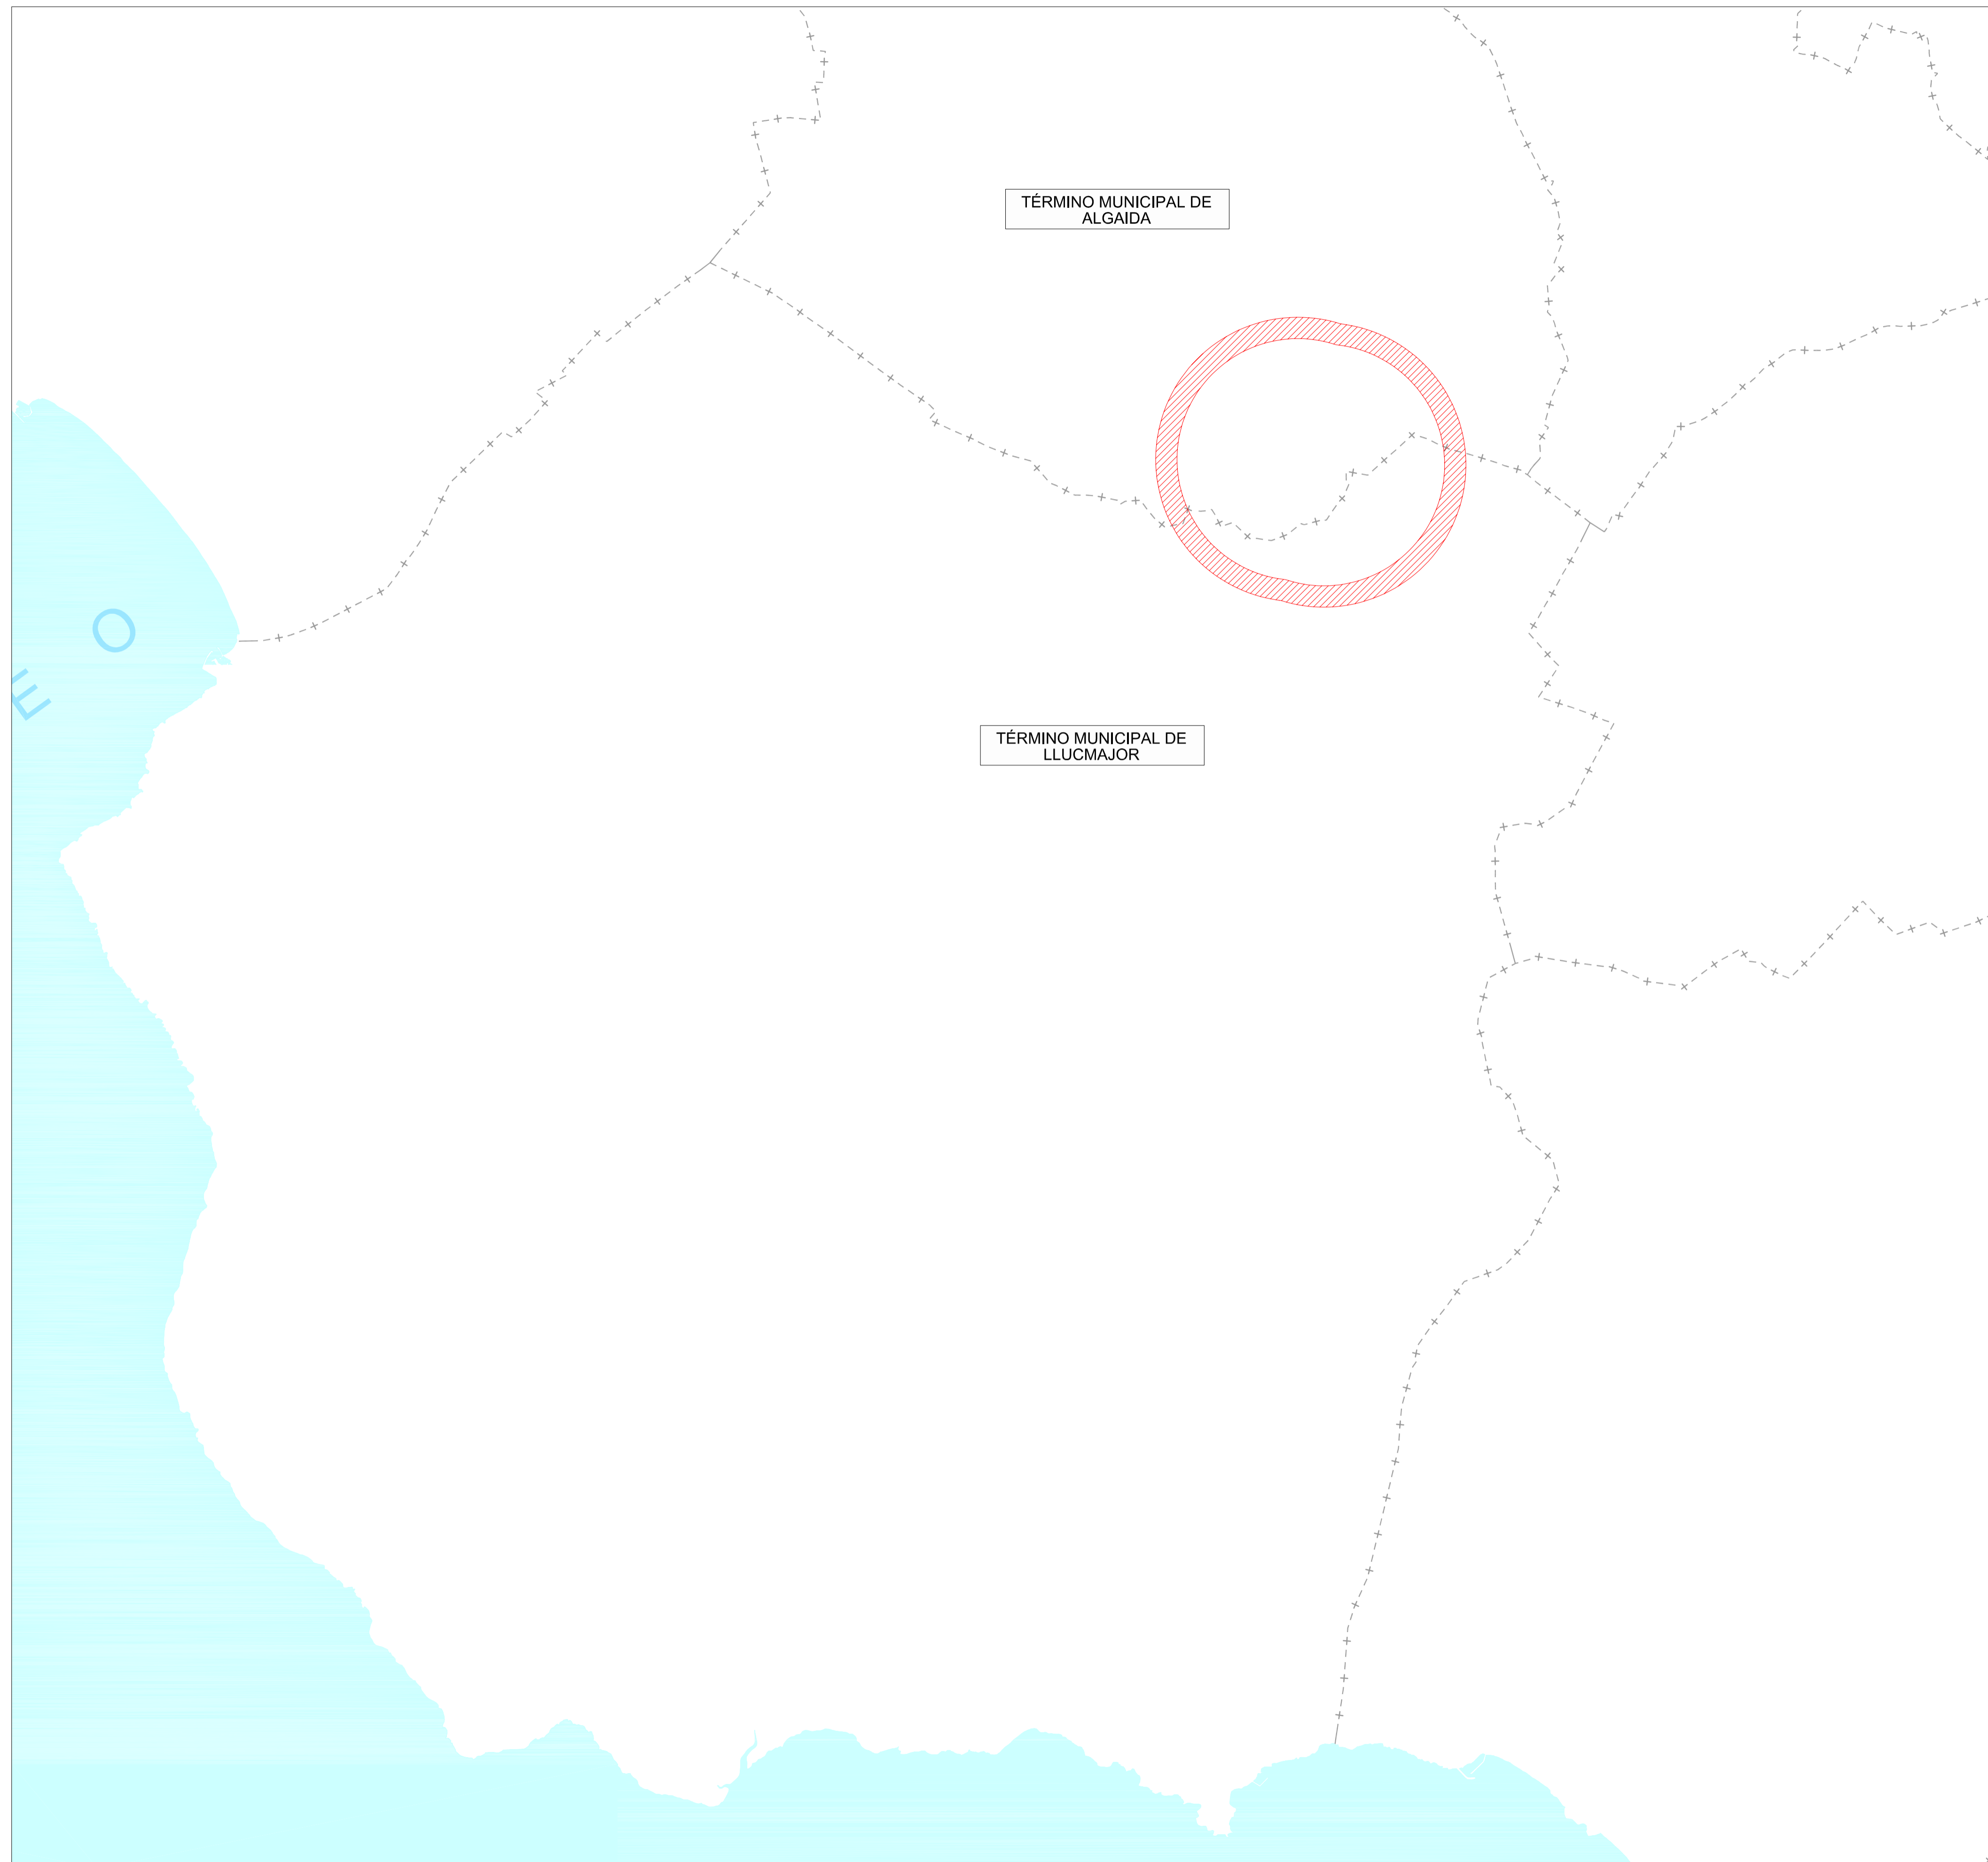 TÉRMINO MUNICIPAL DE
ALGAIDA
O
E
TÉRMINO MUNICIPAL DE
LLUCMAJOR